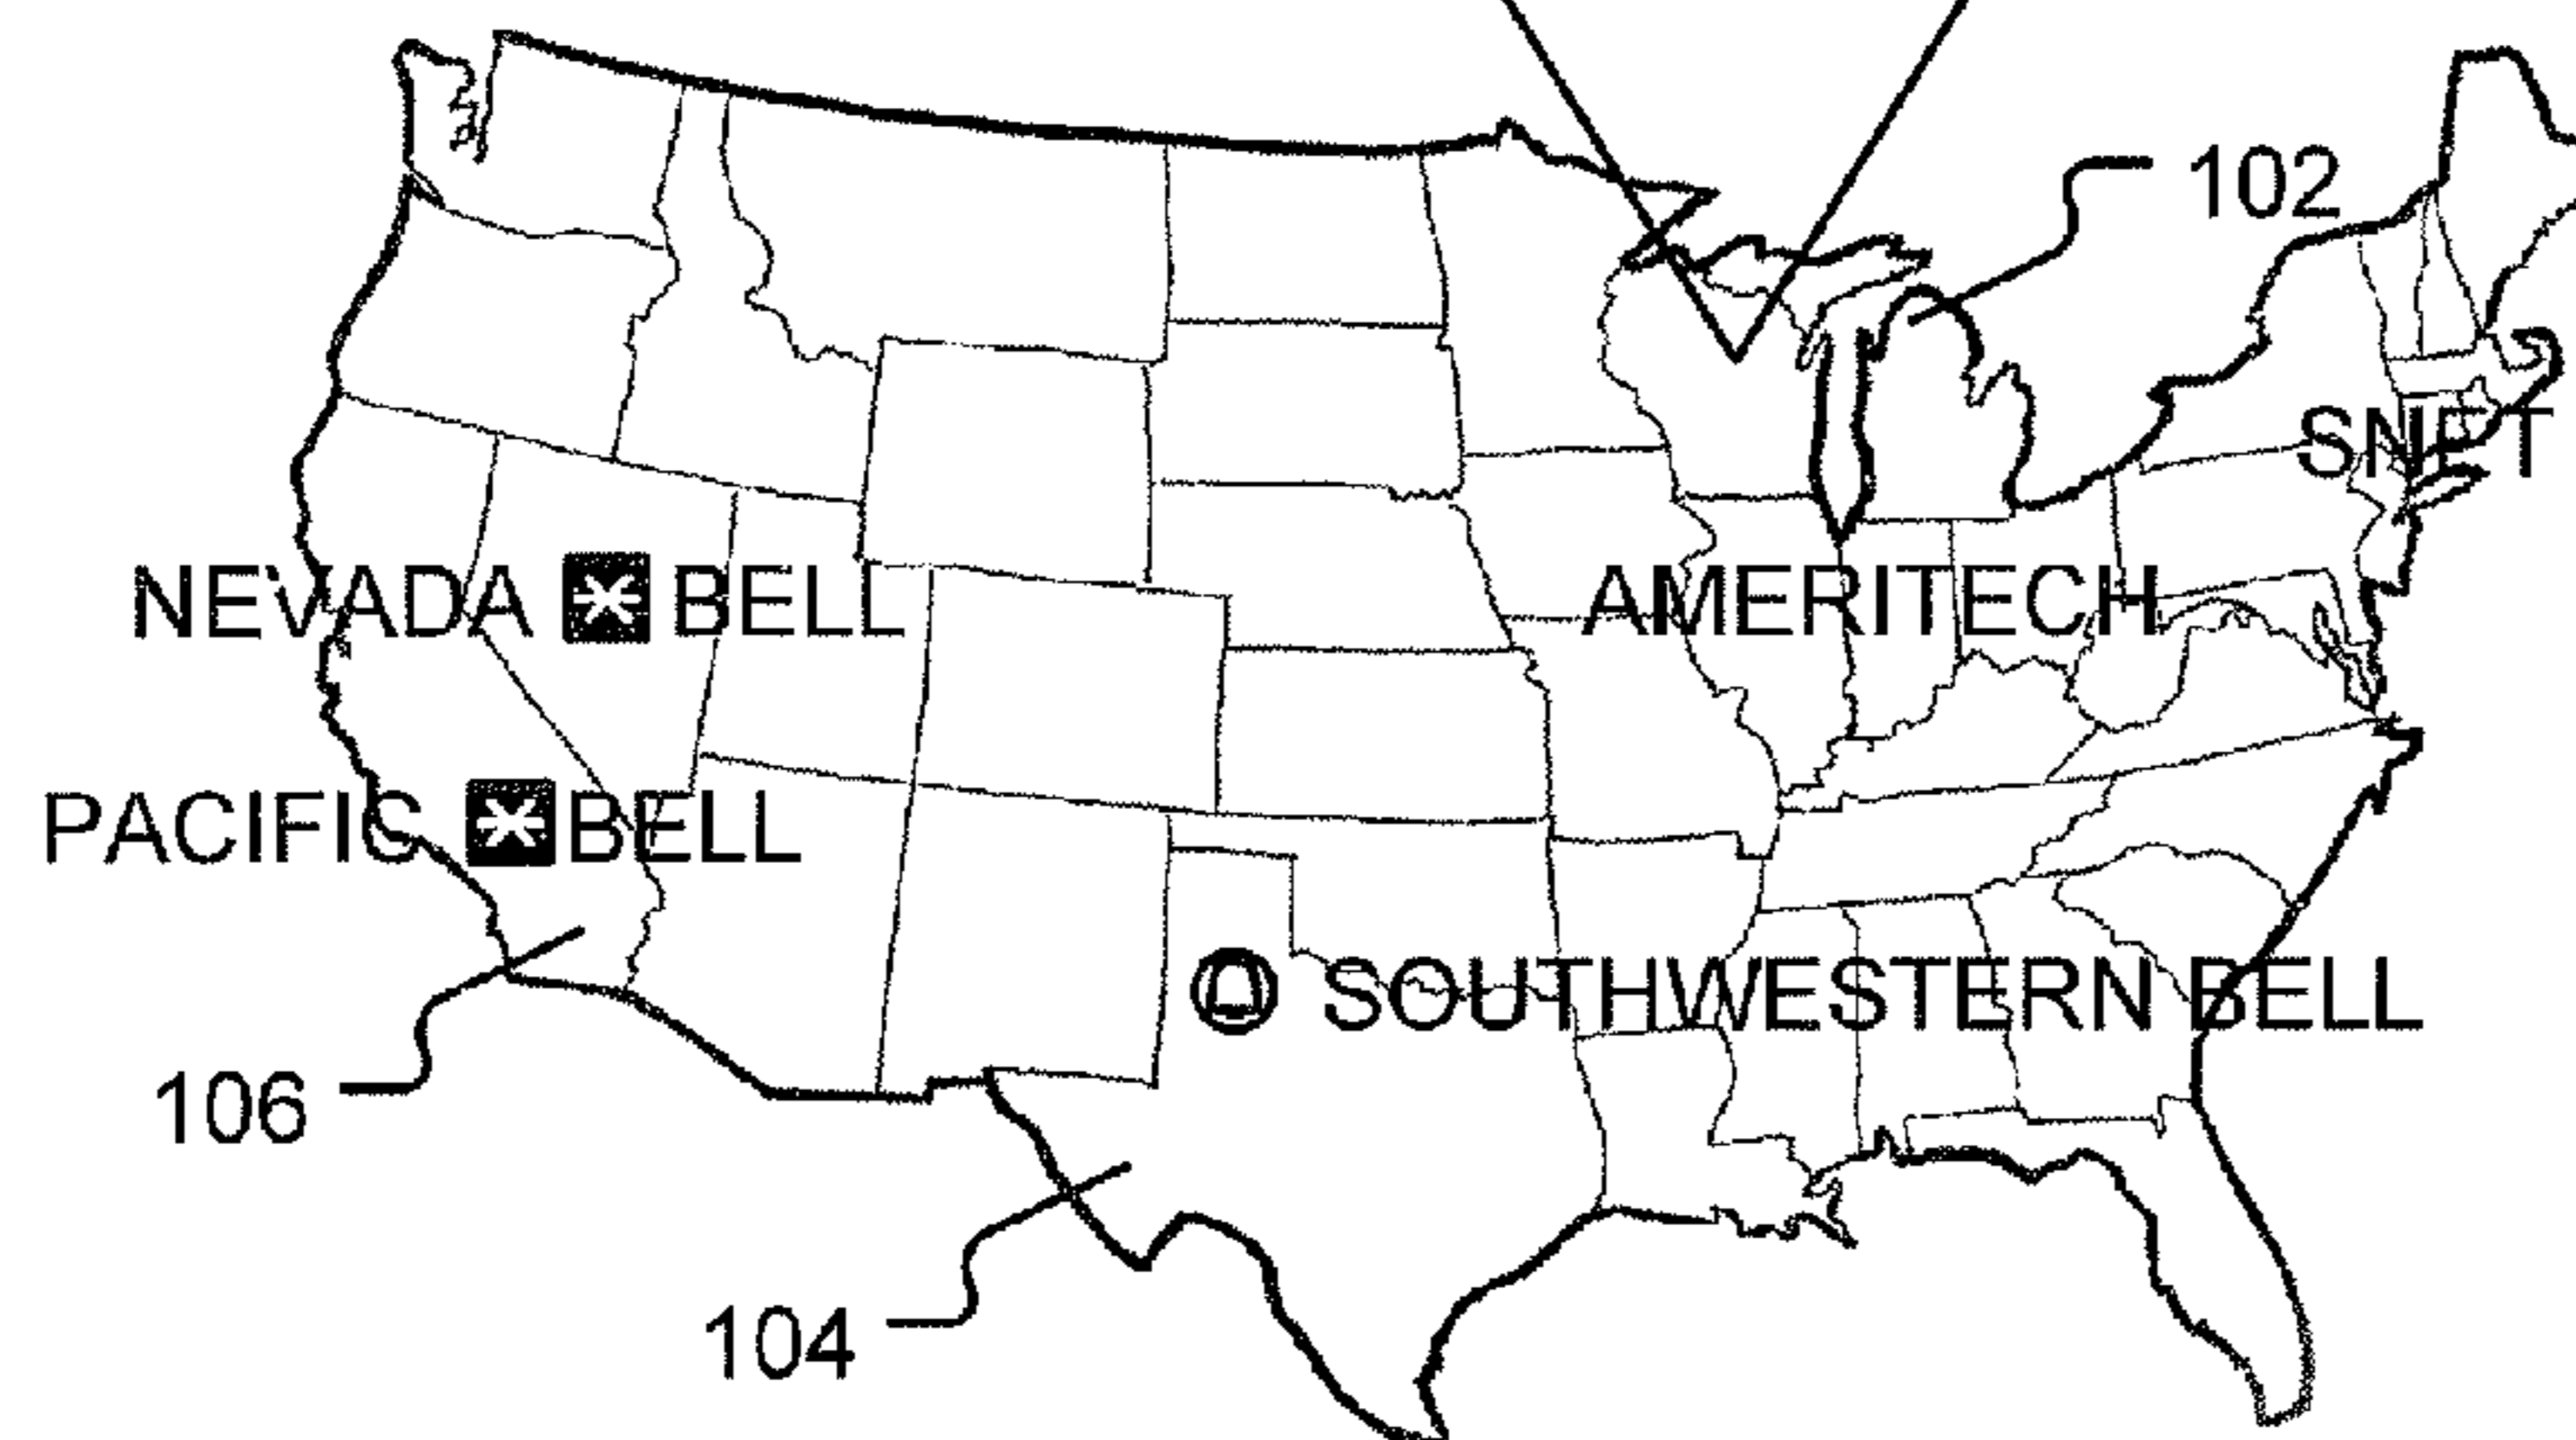 102
SNET
NEVADA BELL
AMERITECH
PACIFIC BELL
SOUTHWESTERN BELL
106
104